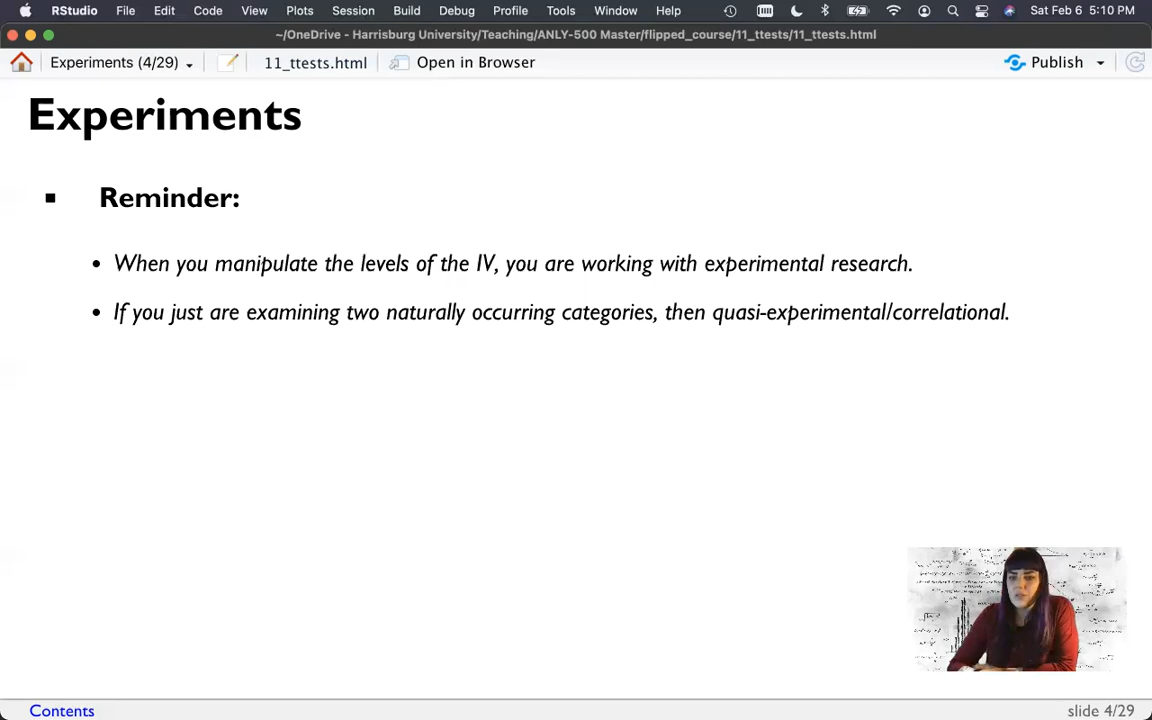 RStudio File Edit Code View Plots Session Build Debug Profile Tools Window Help Sat Feb 6 5:10 PM
~/OneDrive - Harrisburg University/Teaching/ANLY-500 Master/flipped_course/11_ttests/11_ttests.html
Experiments (4/29) 11_ttests.html Open in Browser Publish
Experiments
Reminder:
When you manipulate the levels of the IV, you are working with experimental research.
If you just are examining two naturally occurring categories, then quasi-experimental/correlational.
Contents slide 4/29